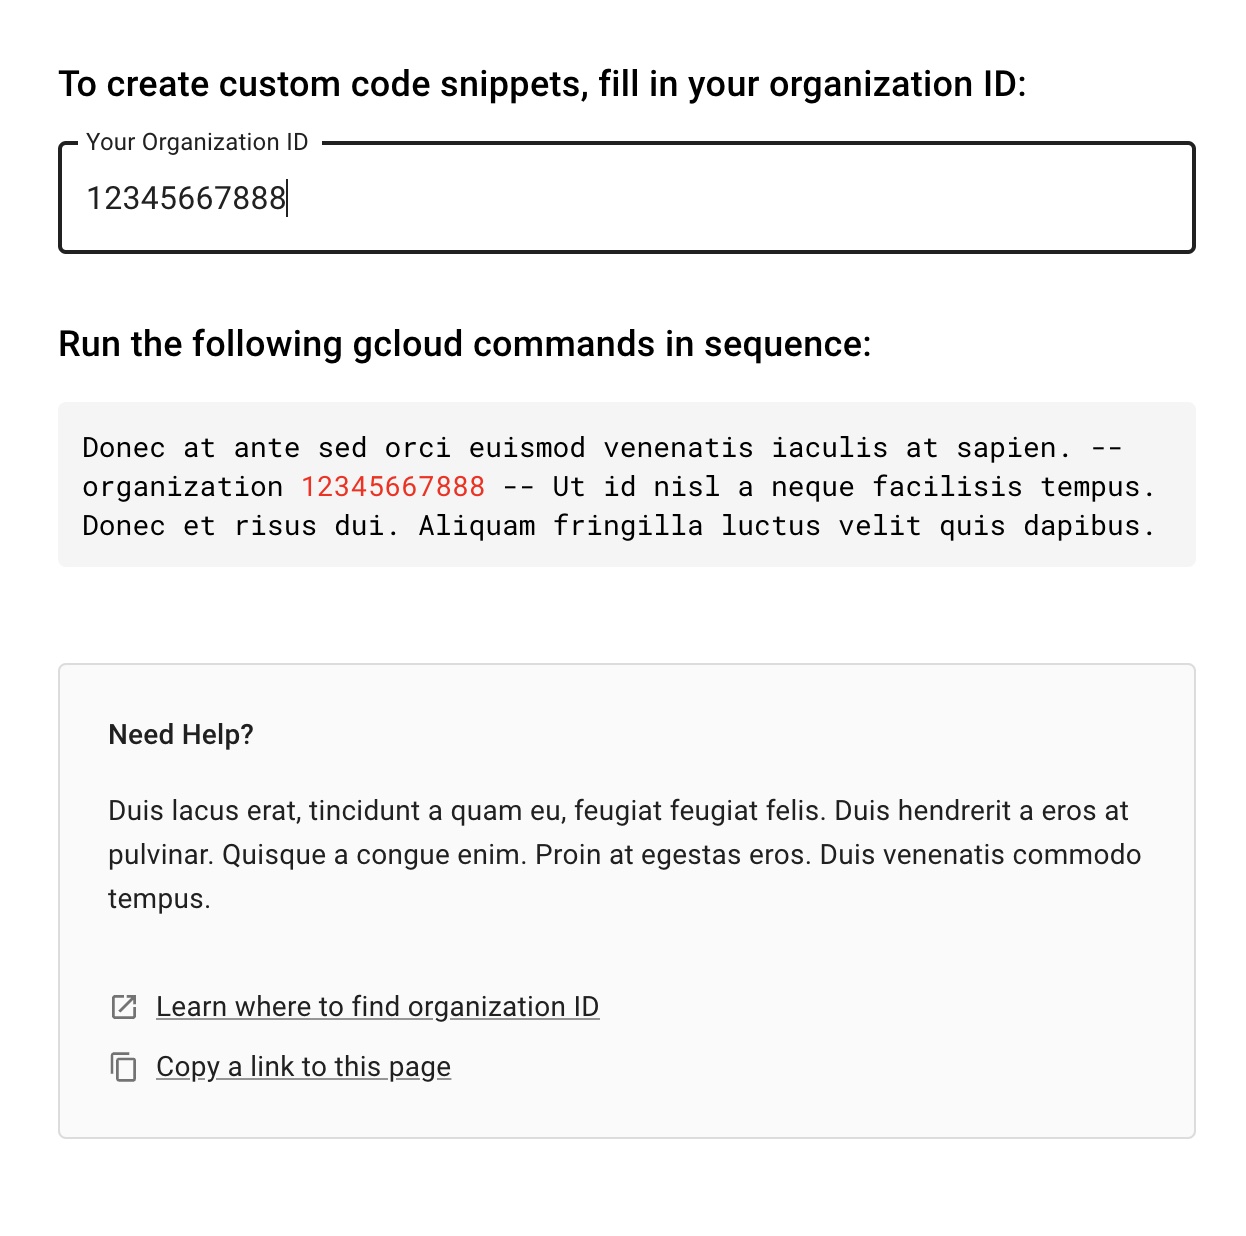 To create custom code snippets, fill in your organization ID:
Your Organization ID
12345667888
Run the following gcloud commands in sequence:
Donec at ante sed orci euismod venenatis iaculis at sapien. --
organization 12345667888 -- Ut id nisl a neque facilisis tempus.
Donec et risus dui. Aliquam fringilla luctus velit quis dapibus.
Need Help?
Duis lacus erat, tincidunt a quam eu, feugiat feugiat felis. Duis hendrerit a eros at
pulvinar. Quisque a congue enim. Proin at egestas eros. Duis venenatis commodo
tempus.
Learn where to find organization ID
Copy a link to this page